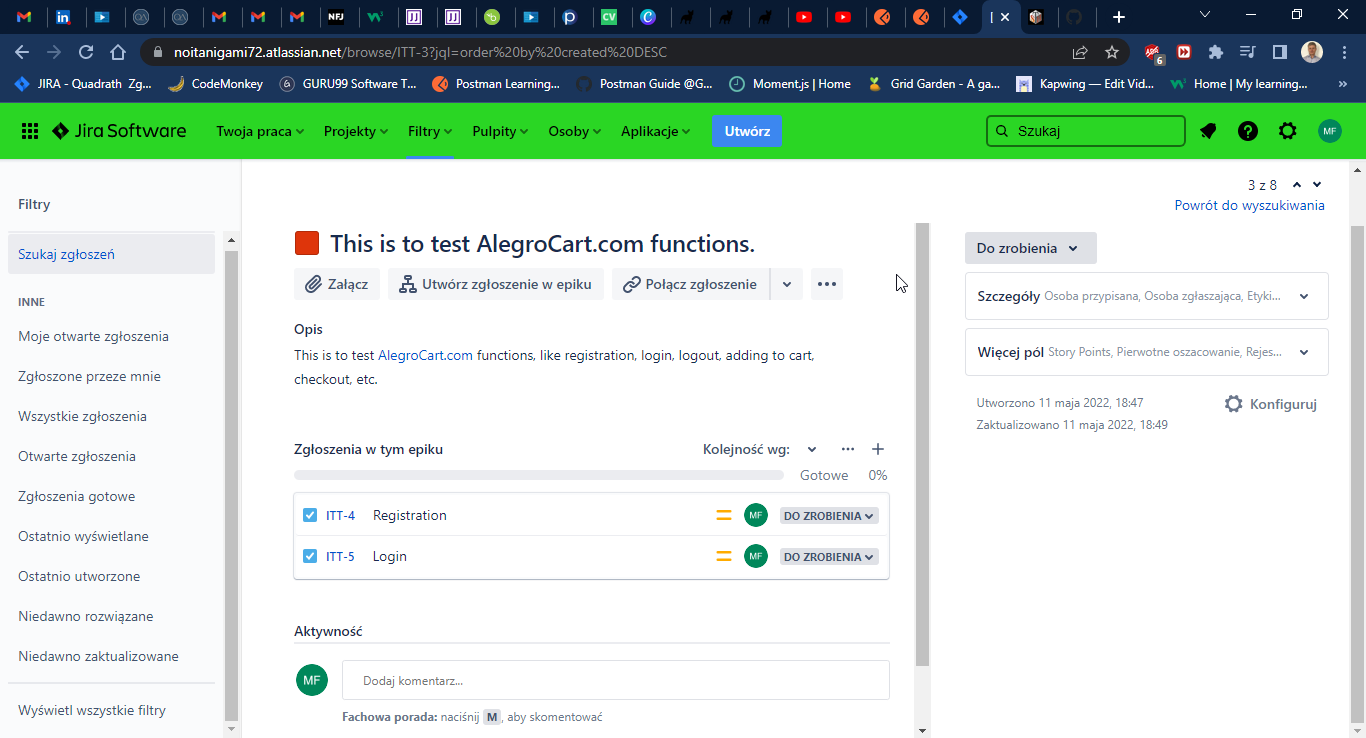 NFJ
CV
[
noitanigami72.atlassian.net/browse/ITT-3?jql=order%20by%20created%20DESC
6
JIRA - Quadrath Zg...
CodeMonkey
GURU99 Software T...
Postman Learning...
Postman Guide @G...
Moment.js | Home
Grid Garden - A ga...
Kapwing — Edit Vid...
Home | My learning...
»
Jira Software
Twoja praca
Projekty
Filtry
Pulpity
Osoby
Aplikacje
Utwórz
Szukaj
MF
Filtry
Szukaj zgłoszeń
INNE
Moje otwarte zgłoszenia
Zgłoszone przeze mnie
Wszystkie zgłoszenia
Otwarte zgłoszenia
Zgłoszenia gotowe
Ostatnio wyświetlane
Ostatnio utworzone
Niedawno rozwiązane
Niedawno zaktualizowane
Wyświetl wszystkie filtry
3 z 8
Powrót do wyszukiwania
This is to test AlegroCart.com functions.
Załącz
Utwórz zgłoszenie w epiku
Połącz zgłoszenie
Opis
This is to test AlegroCart.com functions, like registration, login, logout, adding to cart,
checkout, etc.
Zgłoszenia w tym epiku
Kolejność wg:
Gotowe 0%
ITT-4 Registration MF DO ZROBIENIA
ITT-5 Login MF DO ZROBIENIA
Aktywność
MF
Dodaj komentarz...
Fachowa porada: naciśnij M, aby skomentować
Do zrobienia
Szczegóły Osoba przypisana, Osoba zgłaszająca, Etyki...
Więcej pól Story Points, Pierwotne oszacowanie, Rejes...
Utworzono 11 maja 2022, 18:47
Zaktualizowano 11 maja 2022, 18:49
Konfiguruj